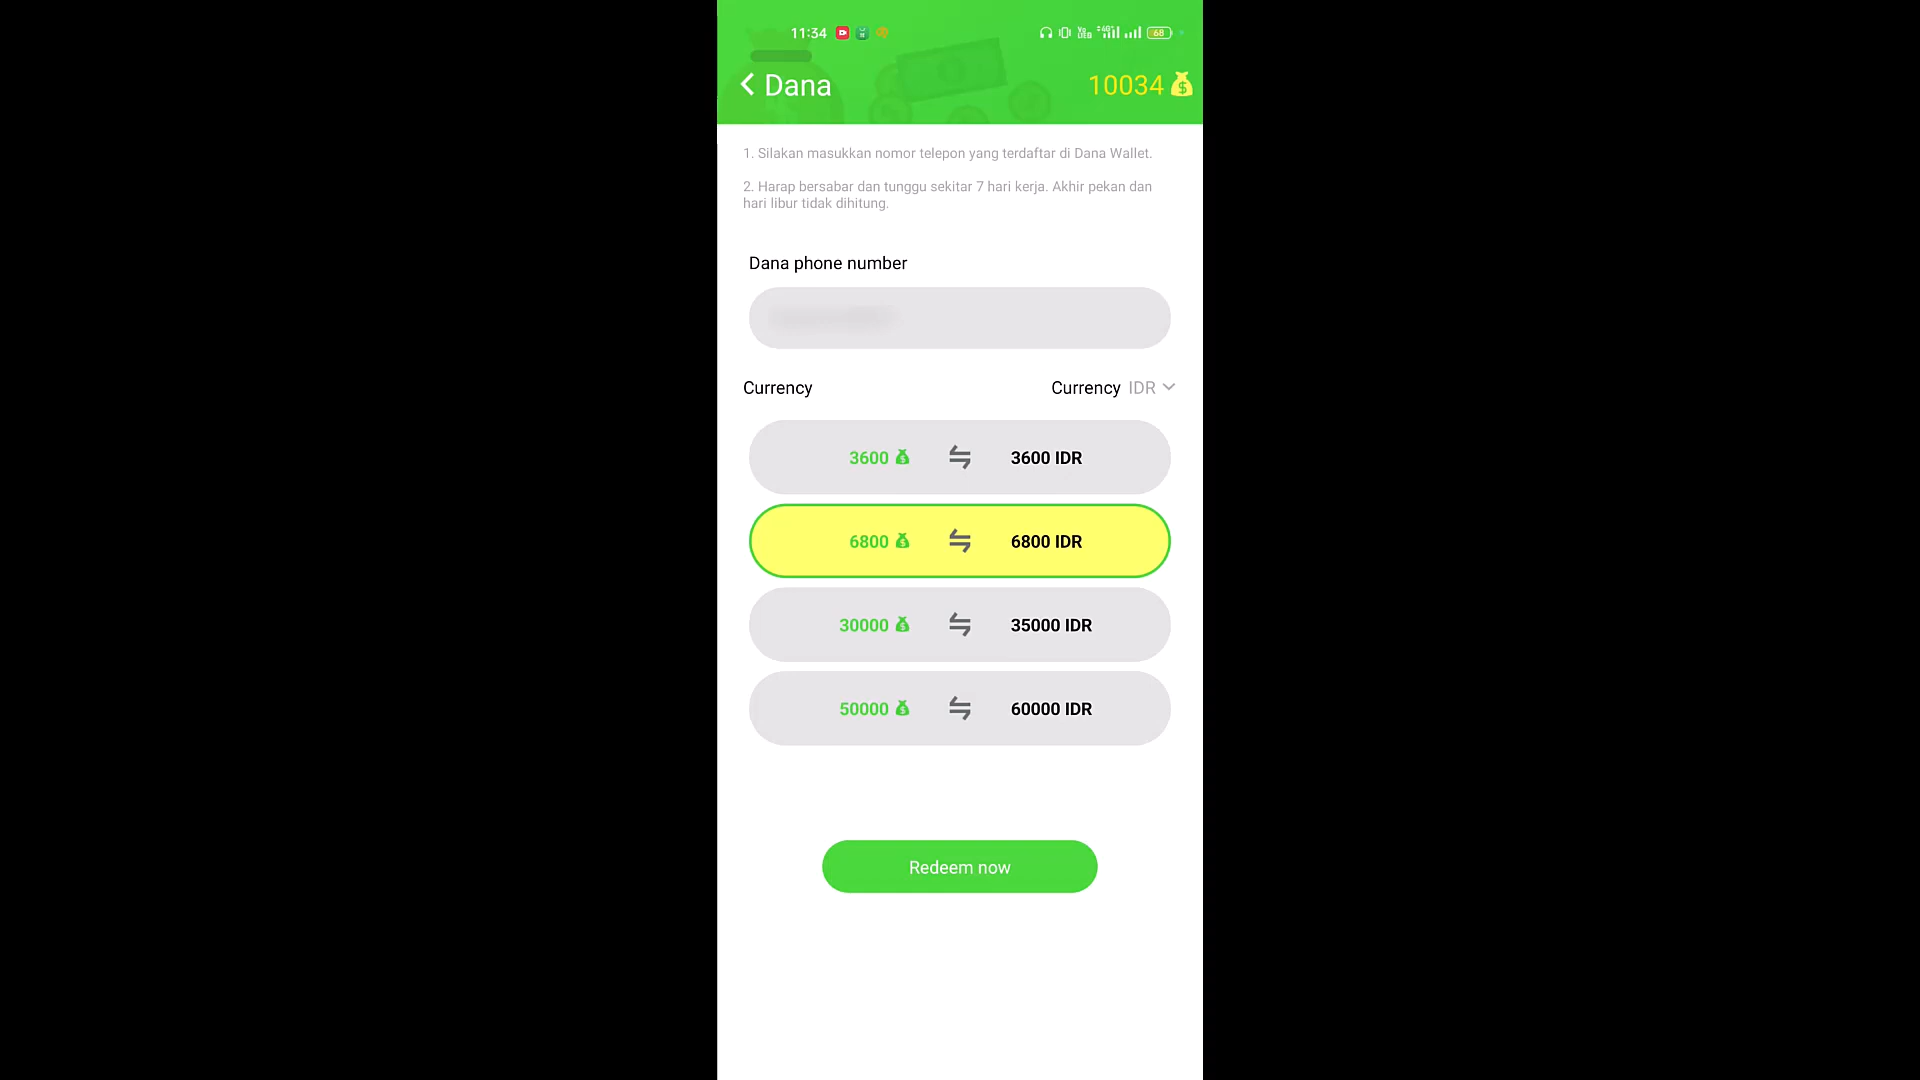 11:34
68
Dana
10034
1. Silakan masukkan nomor telepon yang terdaftar di Dana Wallet.
2. Harap bersabar dan tunggu sekitar 7 hari kerja. Akhir pekan dan
hari libur tidak dihitung.
Dana phone number
Currency Currency IDR
3600 3600 IDR
6800 6800 IDR
30000 35000 IDR
50000 60000 IDR
Redeem now